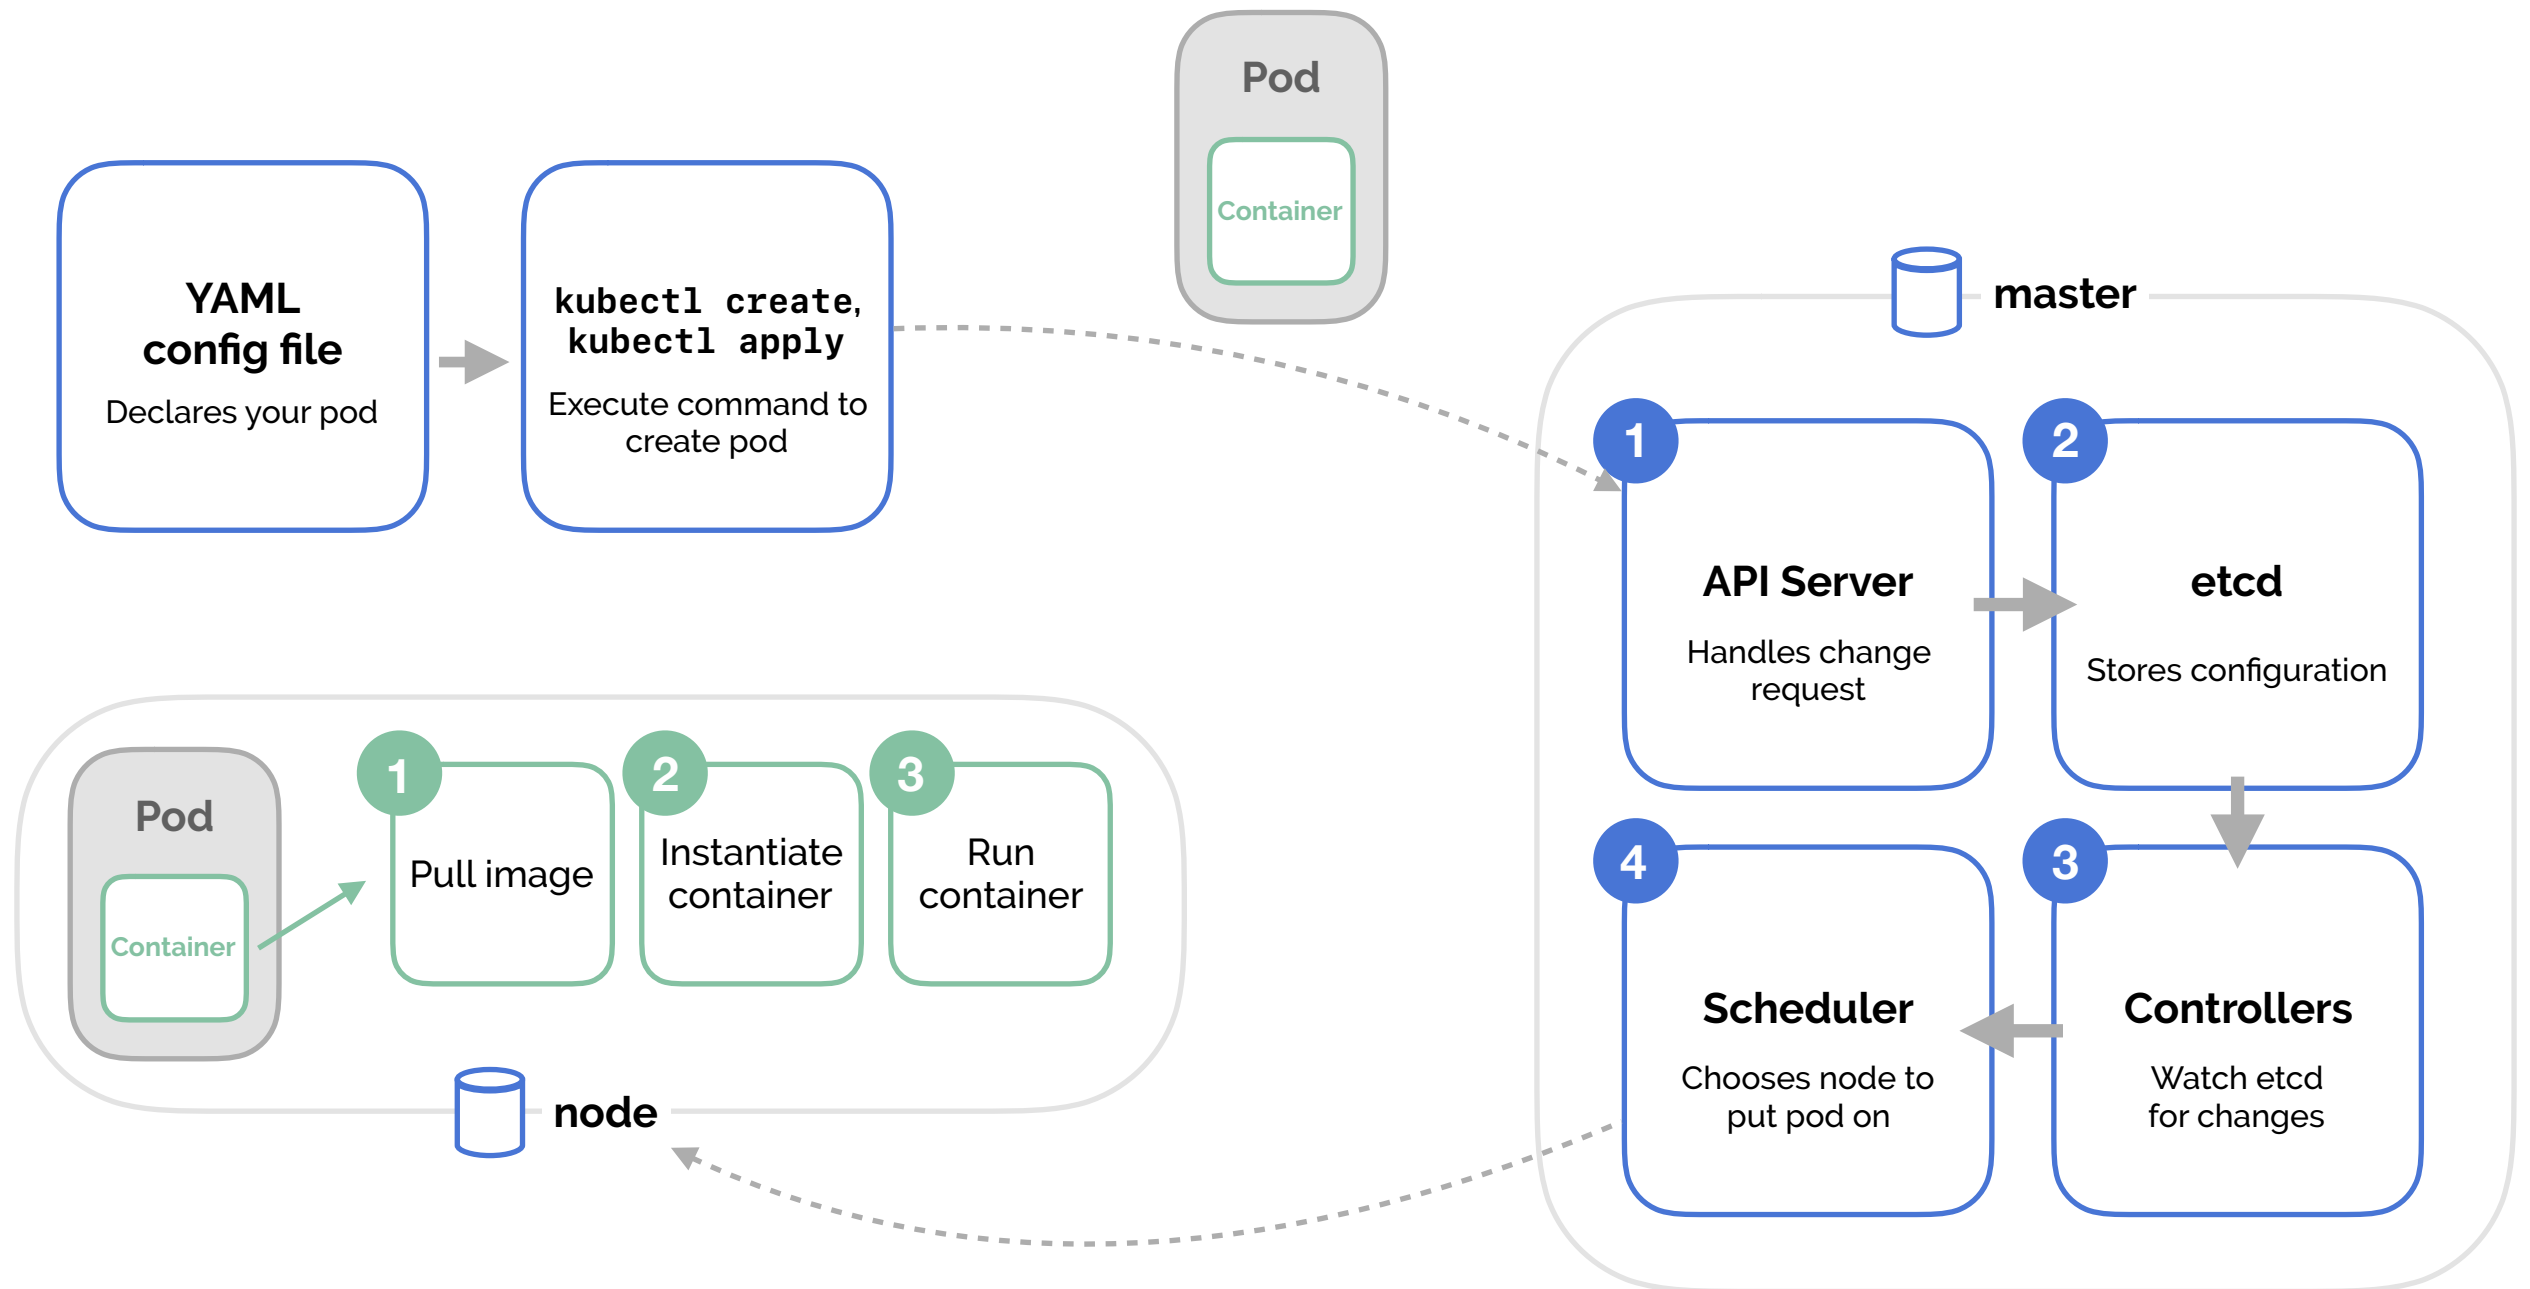 Pod
Container
YAML
config file
Declares your pod
kubectl create,
kubectl apply
Execute command to
create pod
master
1
API Server
Handles change
request
2
etcd
Stores configuration
3
Controllers
Watch etcd
for changes
4
Scheduler
Chooses node to
put pod on
Pod
Container
1
Pull image
2
Instantiate
container
3
Run
container
node